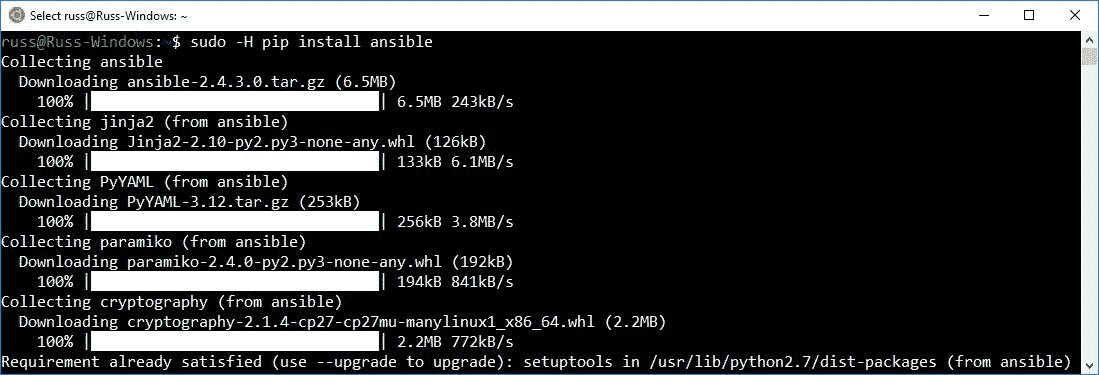 Select russ@Russ-Windows: ~
russ@Russ-Windows:~$ sudo -H pip install ansible
Collecting ansible
  Downloading ansible-2.4.3.0.tar.gz (6.5MB)
    100% |████████████████████████████████| 6.5MB 243kB/s
Collecting jinja2 (from ansible)
  Downloading Jinja2-2.10-py2.py3-none-any.whl (126kB)
    100% |████████████████████████████████| 133kB 6.1MB/s
Collecting PyYAML (from ansible)
  Downloading PyYAML-3.12.tar.gz (253kB)
    100% |████████████████████████████████| 256kB 3.8MB/s
Collecting paramiko (from ansible)
  Downloading paramiko-2.4.0-py2.py3-none-any.whl (192kB)
    100% |████████████████████████████████| 194kB 841kB/s
Collecting cryptography (from ansible)
  Downloading cryptography-2.1.4-cp27-cp27mu-manylinux1_x86_64.whl (2.2MB)
    100% |████████████████████████████████| 2.2MB 772kB/s
Requirement already satisfied (use --upgrade to upgrade): setuptools in /usr/lib/python2.7/dist-packages (from ansible)